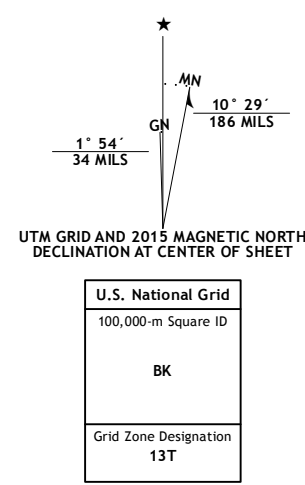 ★
MN
GN
10° 29´
186 MILS
1° 54´
34 MILS
UTM GRID AND 2015 MAGNETIC NORTH
DECLINATION AT CENTER OF SHEET
U.S. National Grid
100,000-m Square ID
BK
Grid Zone Designation
13T